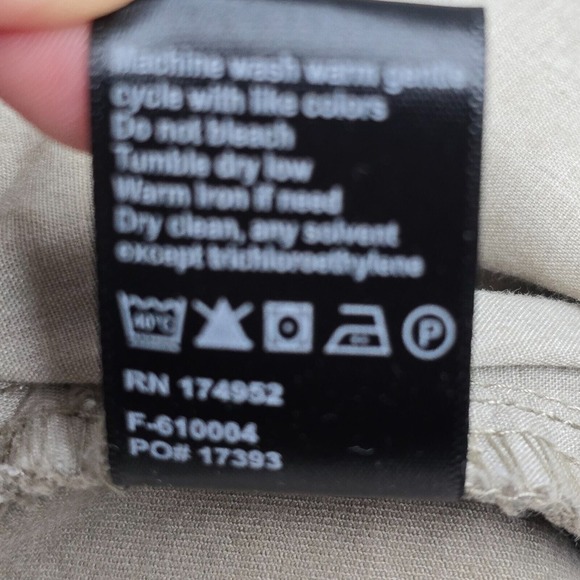 Machine wash warm gentle
cycle with like colors
Do not bleach
Tumble dry low
Warm Iron if need
Dry clean, any solvent
except trichloroethylene
40°C
P
RN 174952
F-610004
PO# 17393